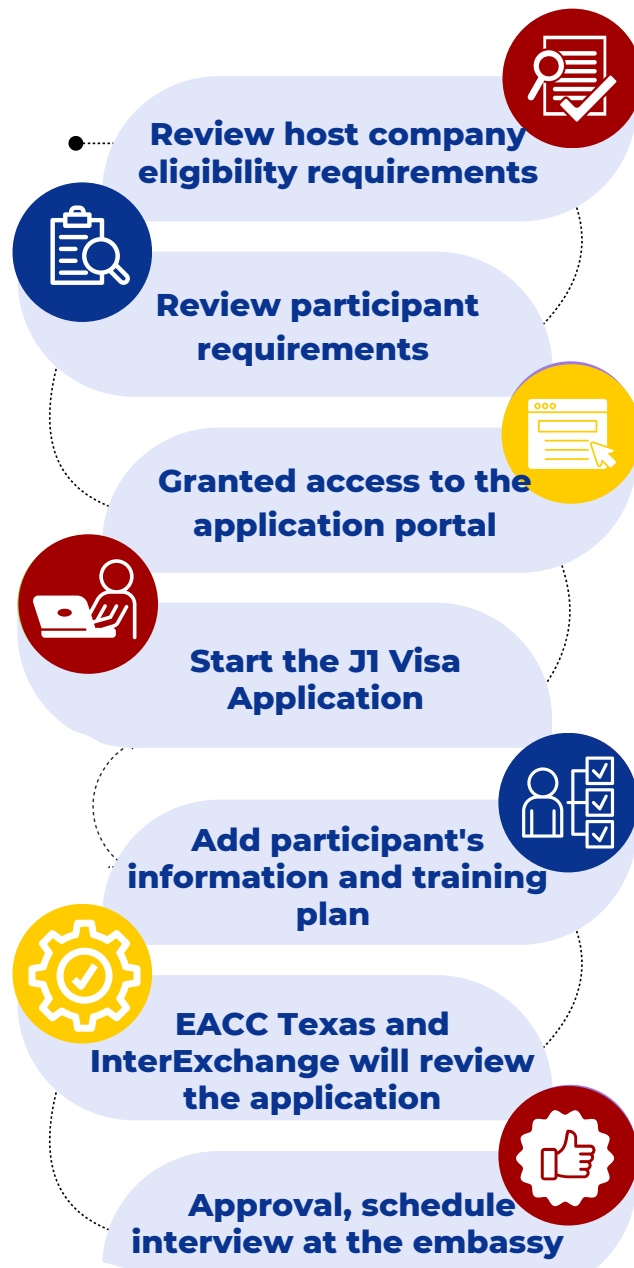 Review host company
eligibility requirements
Review participant
requirements
Granted access to the
application portal
Start the J1 Visa
Application
Add participant's
information and training
plan
EACC Texas and
InterExchange will review
the application
Approval, schedule
interview at the embassy